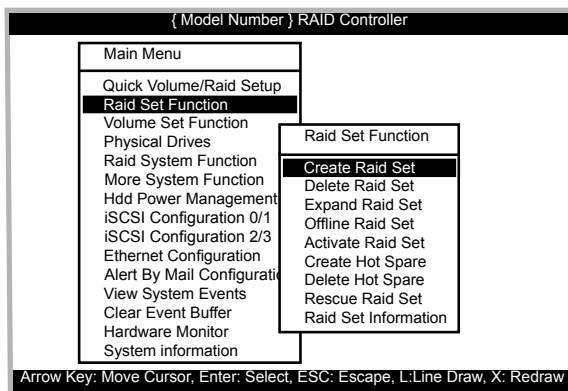 { Model Number } RAID Controller
Main Menu
Quick Volume/Raid Setup
Raid Set Function
Volume Set Function
Physical Drives
Raid System Function
More System Function
Hdd Power Management
iSCSI Configuration 0/1
iSCSI Configuration 2/3
Ethernet Configuration
Alert By Mail Configurati
View System Events
Clear Event Buffer
Hardware Monitor
System information
Raid Set Function
Create Raid Set
Delete Raid Set
Expand Raid Set
Offline Raid Set
Activate Raid Set
Create Hot Spare
Delete Hot Spare
Rescue Raid Set
Raid Set Information
Arrow Key: Move Cursor, Enter: Select, ESC: Escape, L:Line Draw, X: Redraw